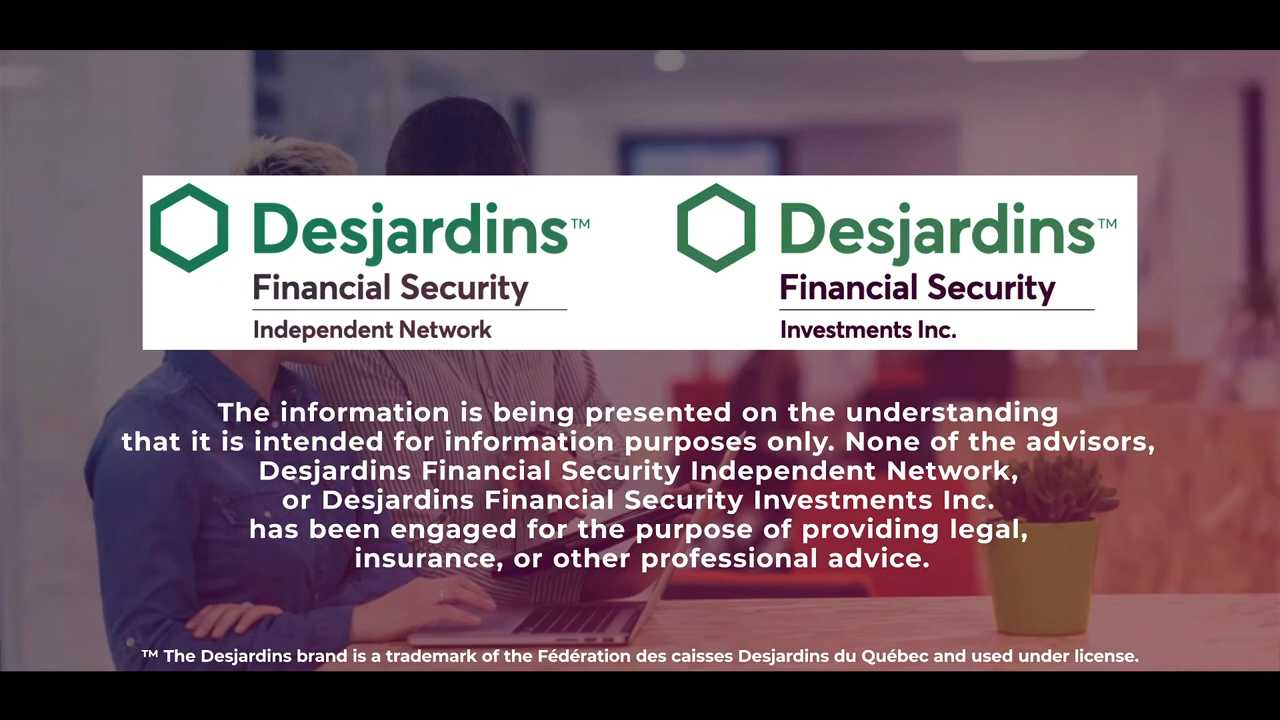 Desjardins™
Financial Security
Independent Network
Desjardins™
Financial Security
Investments Inc.
The information is being presented on the understanding
that it is intended for information purposes only. None of the advisors,
Desjardins Financial Security Independent Network,
or Desjardins Financial Security Investments Inc.
has been engaged for the purpose of providing legal,
insurance, or other professional advice.
™ The Desjardins brand is a trademark of the Fédération des caisses Desjardins du Québec and used under license.